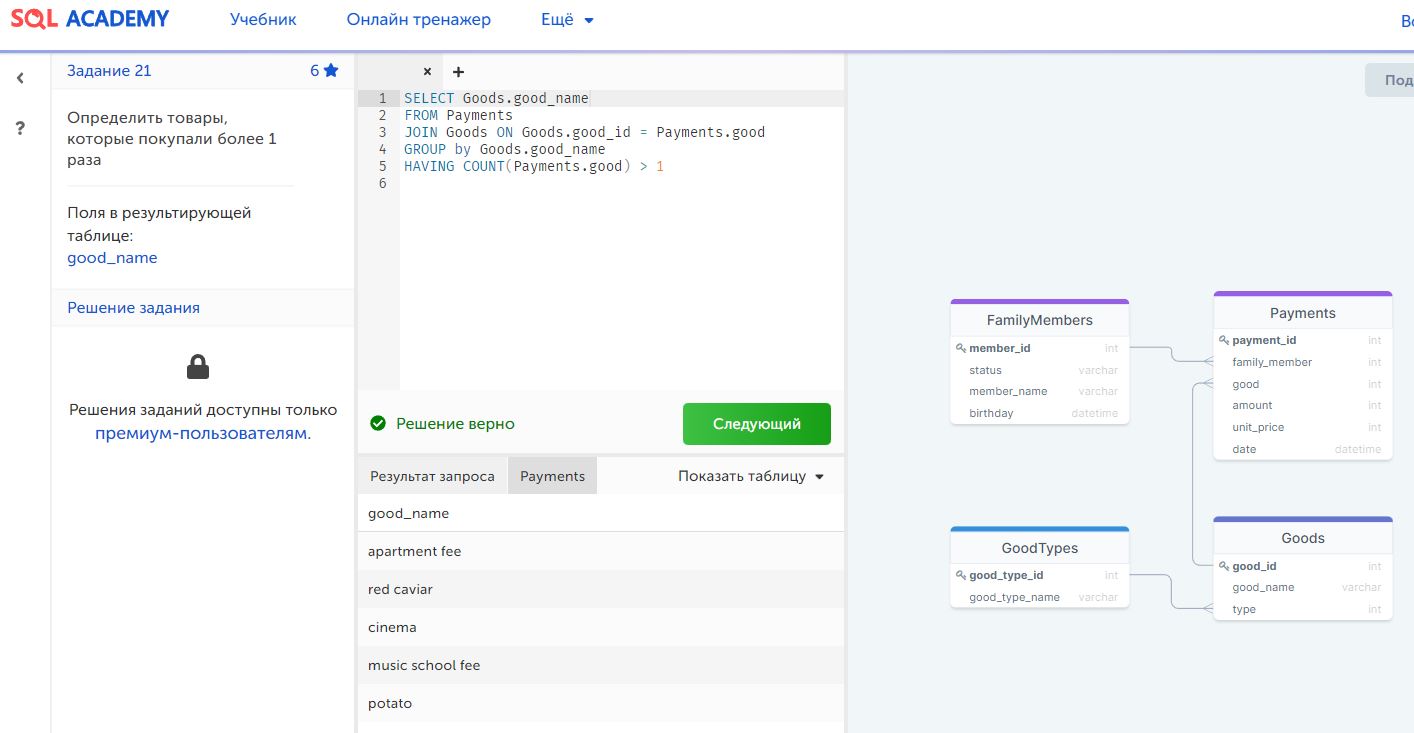 SQL ACADEMY
Учебник
Онлайн тренажер
Ещё
Задание 21
6
Определить товары,
которые покупали более 1
раза
Поля в результирующей
таблице:
good_name
Решение задания
Решения заданий доступны только
премиум-пользователям.
?
×
+
1 SELECT Goods.good_name
2 FROM Payments
3 JOIN Goods ON Goods.good_id = Payments.good
4 GROUP by Goods.good_name
5 HAVING COUNT(Payments.good) > 1
6
Решение верно
Следующий
Результат запроса
Payments
Показать таблицу
good_name
apartment fee
red caviar
cinema
music school fee
potato
FamilyMembers
member_id int
status varchar
member_name varchar
birthday datetime
Payments
payment_id int
family_member int
good int
amount int
unit_price int
date datetime
GoodTypes
good_type_id int
good_type_name varchar
Goods
good_id int
good_name varchar
type int